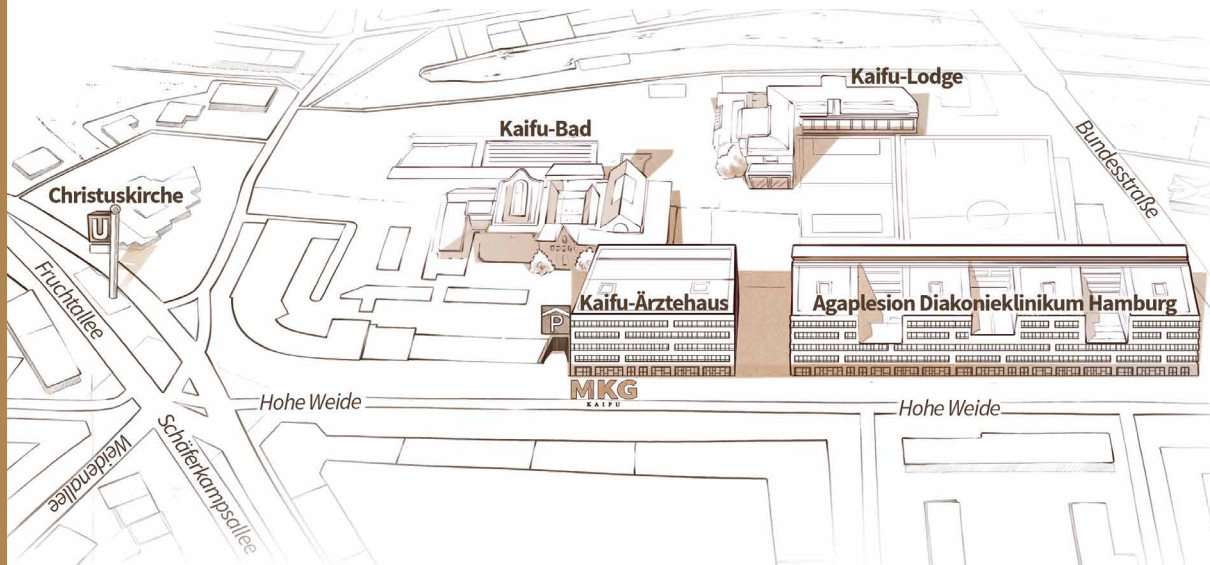 Kaifu-Lodge
Kaifu-Bad
Bundesstraße
Christuskirche
U
Fruchtallee
Kaifu-Ärztehaus
Agaplesion Diakonieklinikum Hamburg
P
MKG
KAIFU
Hohe Weide
Hohe Weide
Schäferkampsallee
Weidenallee